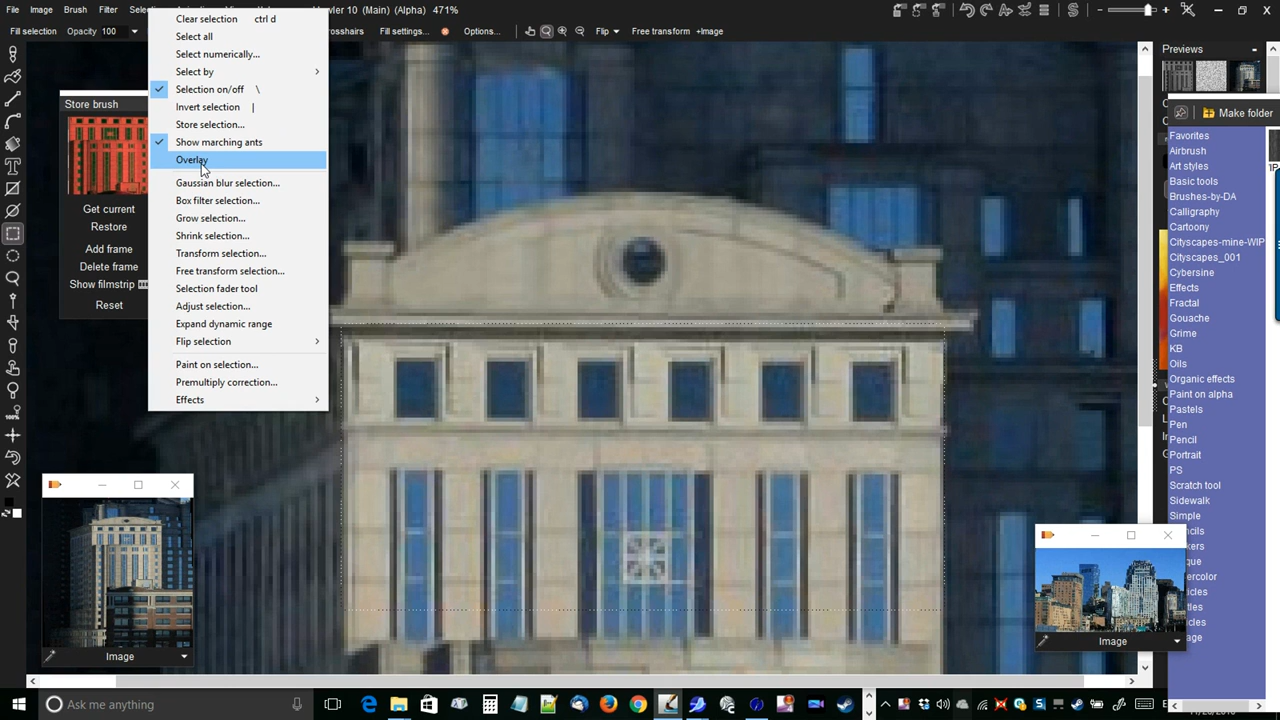 File
Image
Brush
Filter
wler 10 (Main) (Alpha)   471%
Fill selection
Opacity 100
Fill settings...
Options...
Flip
Free transform
+Image
Clear selection   ctrl d
Select all
Select numerically...
Select by
Selection on/off   \
Invert selection   |
Store selection...
Show marching ants
Overlay
Gaussian blur selection...
Box filter selection...
Grow selection...
Shrink selection...
Transform selection...
Free transform selection...
Selection fader tool
Adjust selection...
Expand dynamic range
Flip selection
Paint on selection...
Premultiply correction...
Effects
Store brush
Get current
Restore
Add frame
Delete frame
Show filmstrip
Reset
Image
Previews
Make folder
Favorites
Airbrush
Art styles
Basic tools
Brushes-by-DA
Calligraphy
Cartoony
Cityscapes-mine-WIP
Cityscapes_001
Cybersine
Effects
Fractal
Gouache
Grime
KB
Oils
Organic effects
Paint on alpha
Pastels
Pen
Pencil
Portrait
PS
Scratch tool
Sidewalk
Simple
Image
Ask me anything